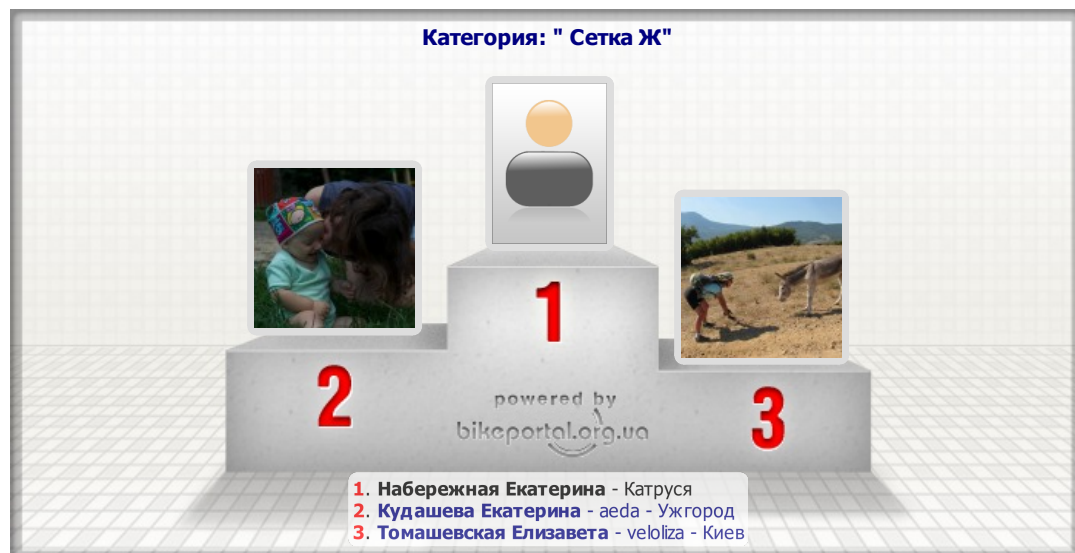 Категория: " Сетка Ж"
1
2
3
powered by
bikeportal.org.ua
1. Набережная Екатерина - Катруся
2. Кудашева Екатерина - aeda - Ужгород
3. Томашевская Елизавета - veloliza - Киев